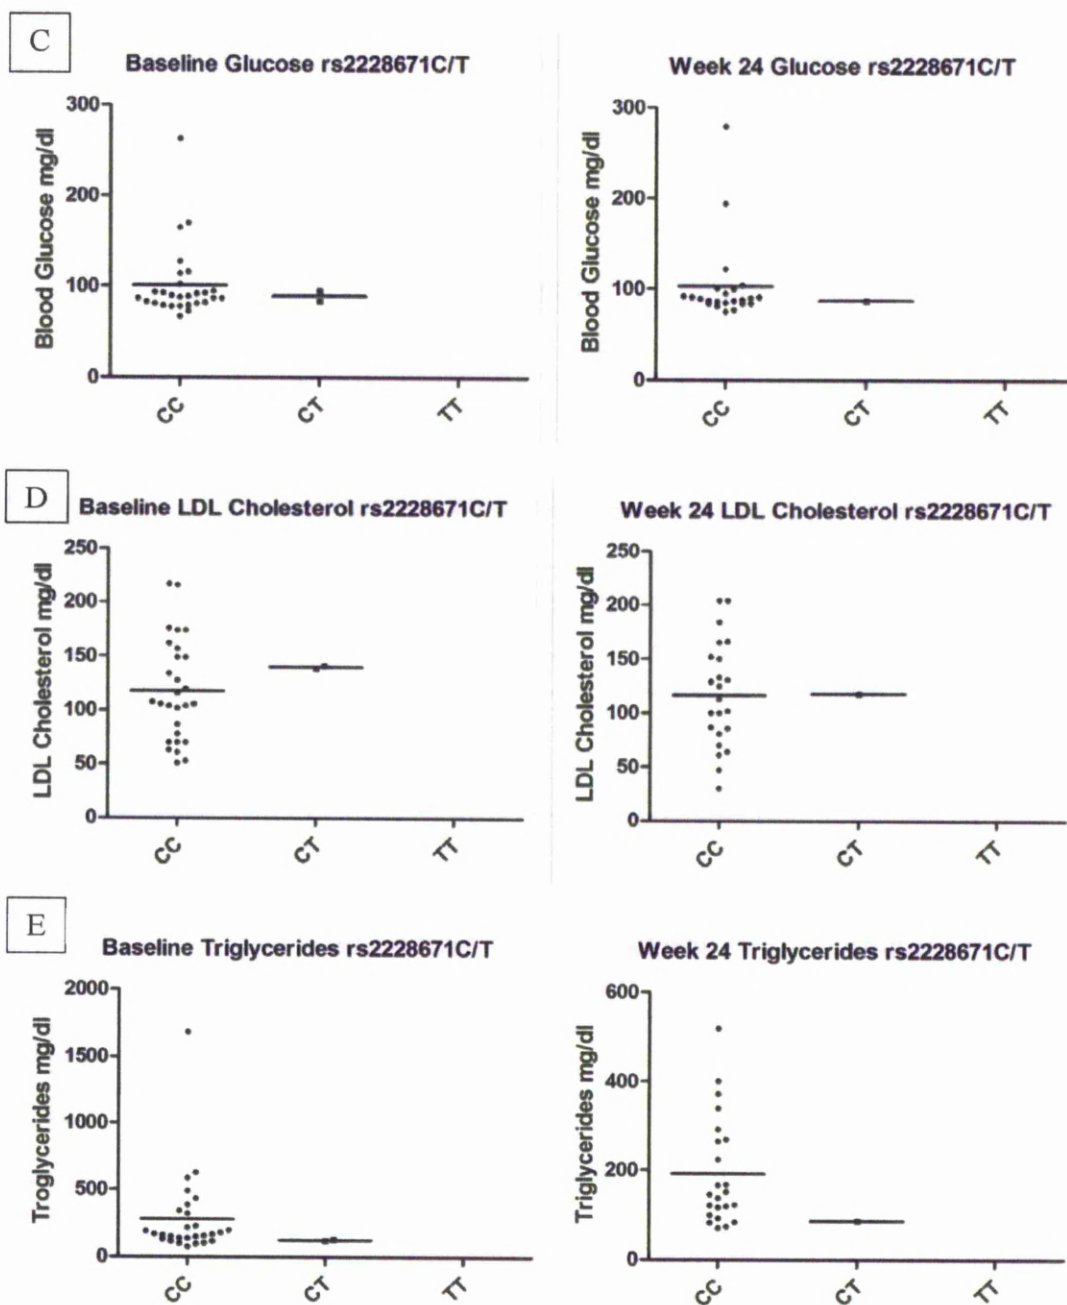 C
Baseline Glucose rs2228671C/T
Blood Glucose mg/dl
300
200
100
0
CC
CT
TT
Week 24 Glucose rs2228671C/T
Blood Glucose mg/dl
300
200
100
0
CC
CT
TT
D
Baseline LDL Cholesterol rs2228671C/T
LDL Cholesterol mg/dl
250
200
150
100
50
0
CC
CT
TT
Week 24 LDL Cholesterol rs2228671C/T
LDL Cholesterol mg/dl
250
200
150
100
50
0
CC
CT
TT
E
Baseline Triglycerides rs2228671C/T
Troglycerides mg/dl
2000
1500
1000
500
0
CC
CT
TT
Week 24 Triglycerides rs2228671C/T
Triglycerides mg/dl
600
400
200
0
CC
CT
TT